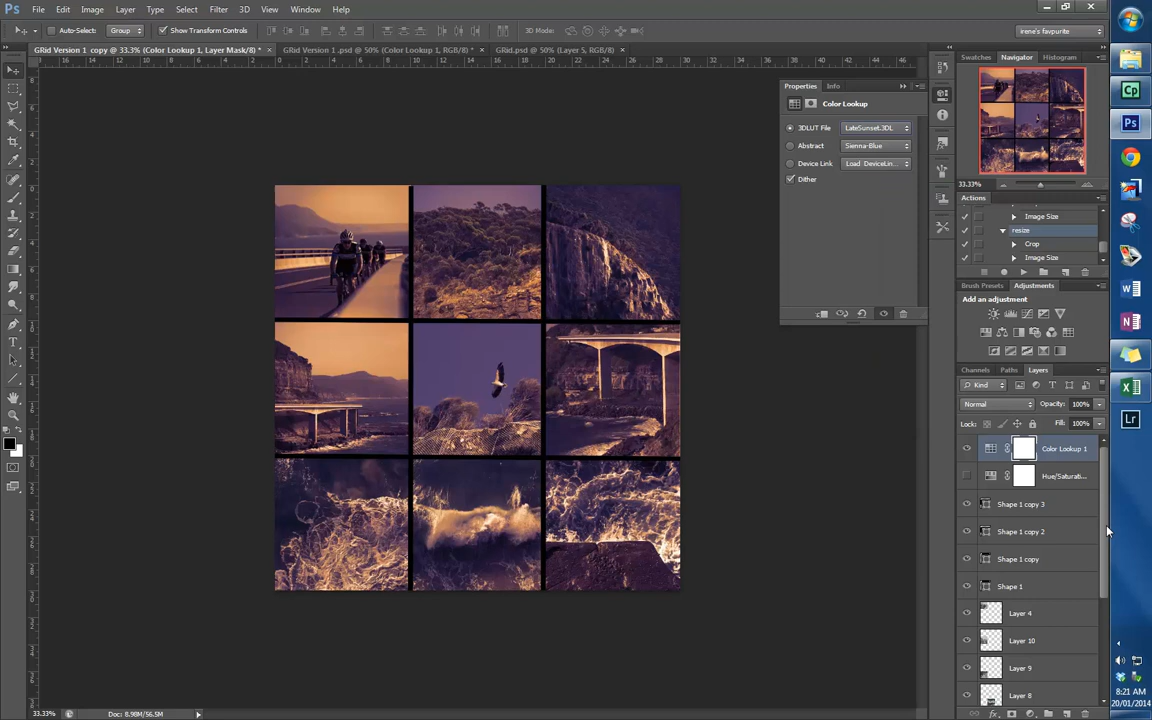 Ps File Edit Image Layer Type Select Filter 3D View Window Help
Auto-Select: Group Show Transform Controls 3D Mode: irene's favpurite
GRid Version 1 copy @ 33.3% (Color Lookup 1, Layer Mask/8) * GRid Version 1 .psd @ 50% (Color Lookup 1, RGB/8) * GRid.psd @ 50% (Layer 5, RGB/8)
Swatches Navigator Histogram
Properties Info
Color Lookup
3DLUT File LateSunset.3DL
Abstract Sienna-Blue
Device Link Load DeviceLin...
Dither
33.33%
Actions
Image Size
resize
Crop
Image Size
Brush Presets Adjustments
Add an adjustment
Channels Paths Layers
Kind
Normal Opacity: 100%
Lock: Fill: 100%
Color Lookup 1
Hue/Saturati...
Shape 1 copy 3
Shape 1 copy 2
Shape 1 copy
Shape 1
Layer 4
Layer 10
Layer 9
Layer 8
33.33% Doc: 8.98M/56.5M
Cp
Ps
Lr
8:21 AM
20/01/2014